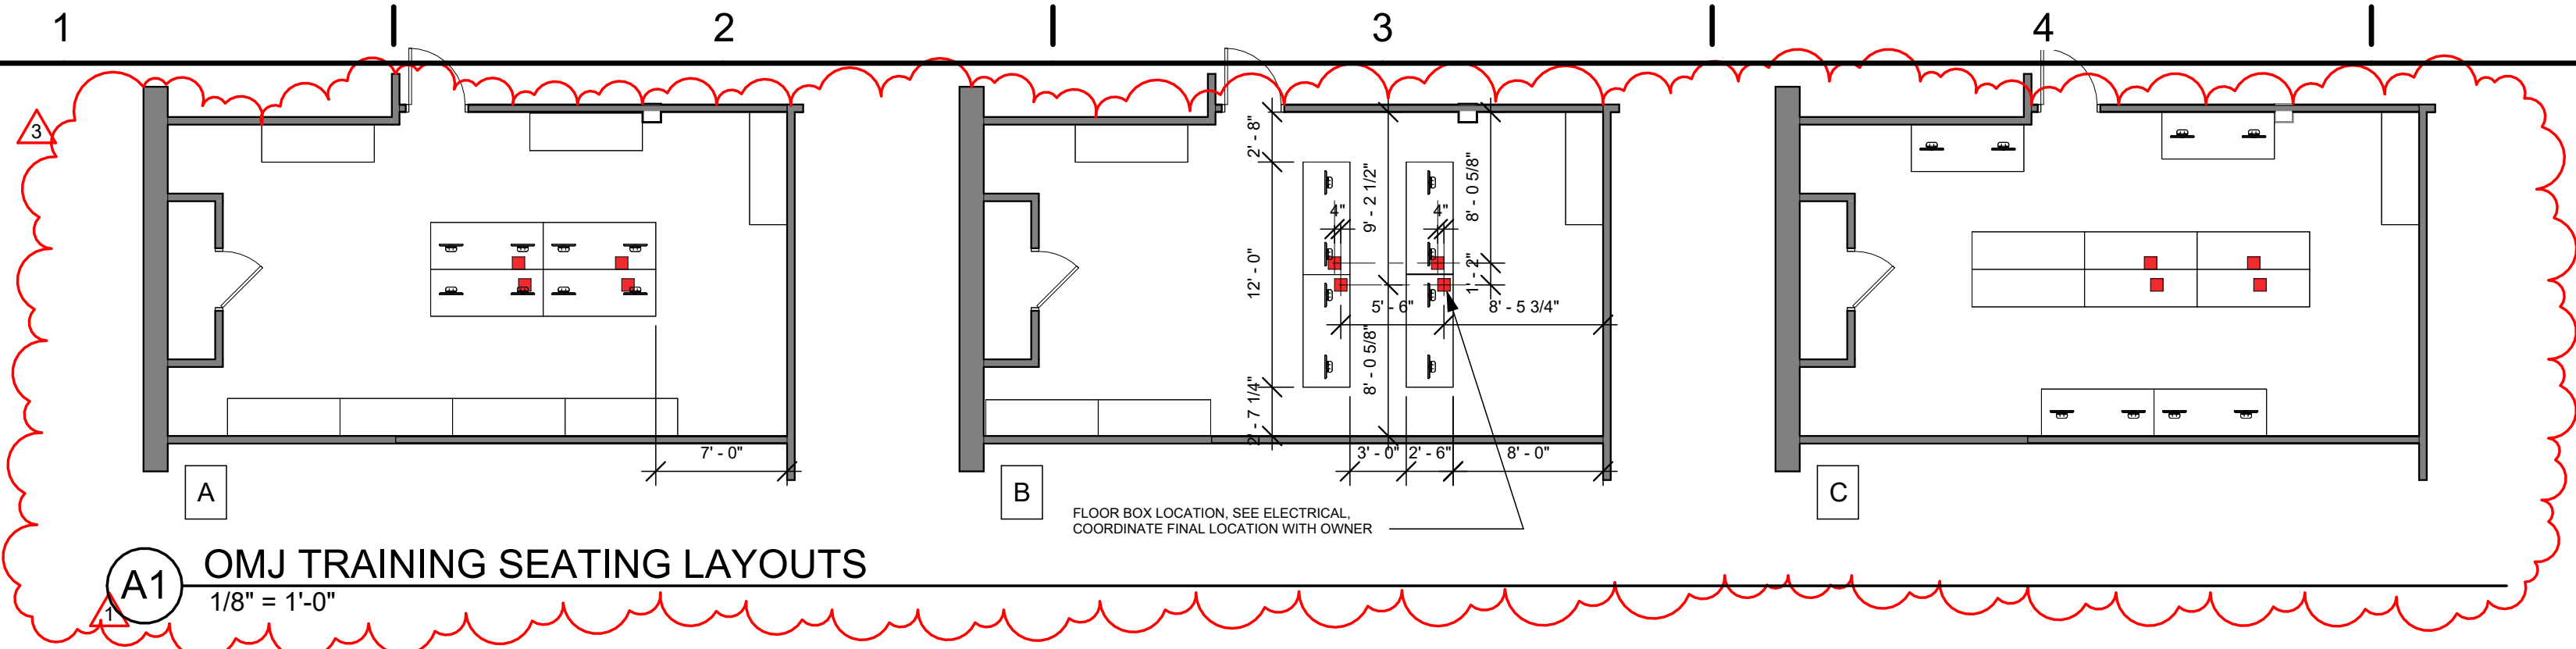 1
2
3
4
3
2' - 8"
9' - 2 1/2"
8' - 0 5/8"
4"
4"
12' - 0"
1' - 2"
5' - 6"
8' - 5 3/4"
8' - 0 5/8"
2' - 7 1/4"
7' - 0"
3' - 0"
2' - 6"
8' - 0"
A
B
C
FLOOR BOX LOCATION, SEE ELECTRICAL,
COORDINATE FINAL LOCATION WITH OWNER
A1
OMJ TRAINING SEATING LAYOUTS
1/8" = 1'-0"
1